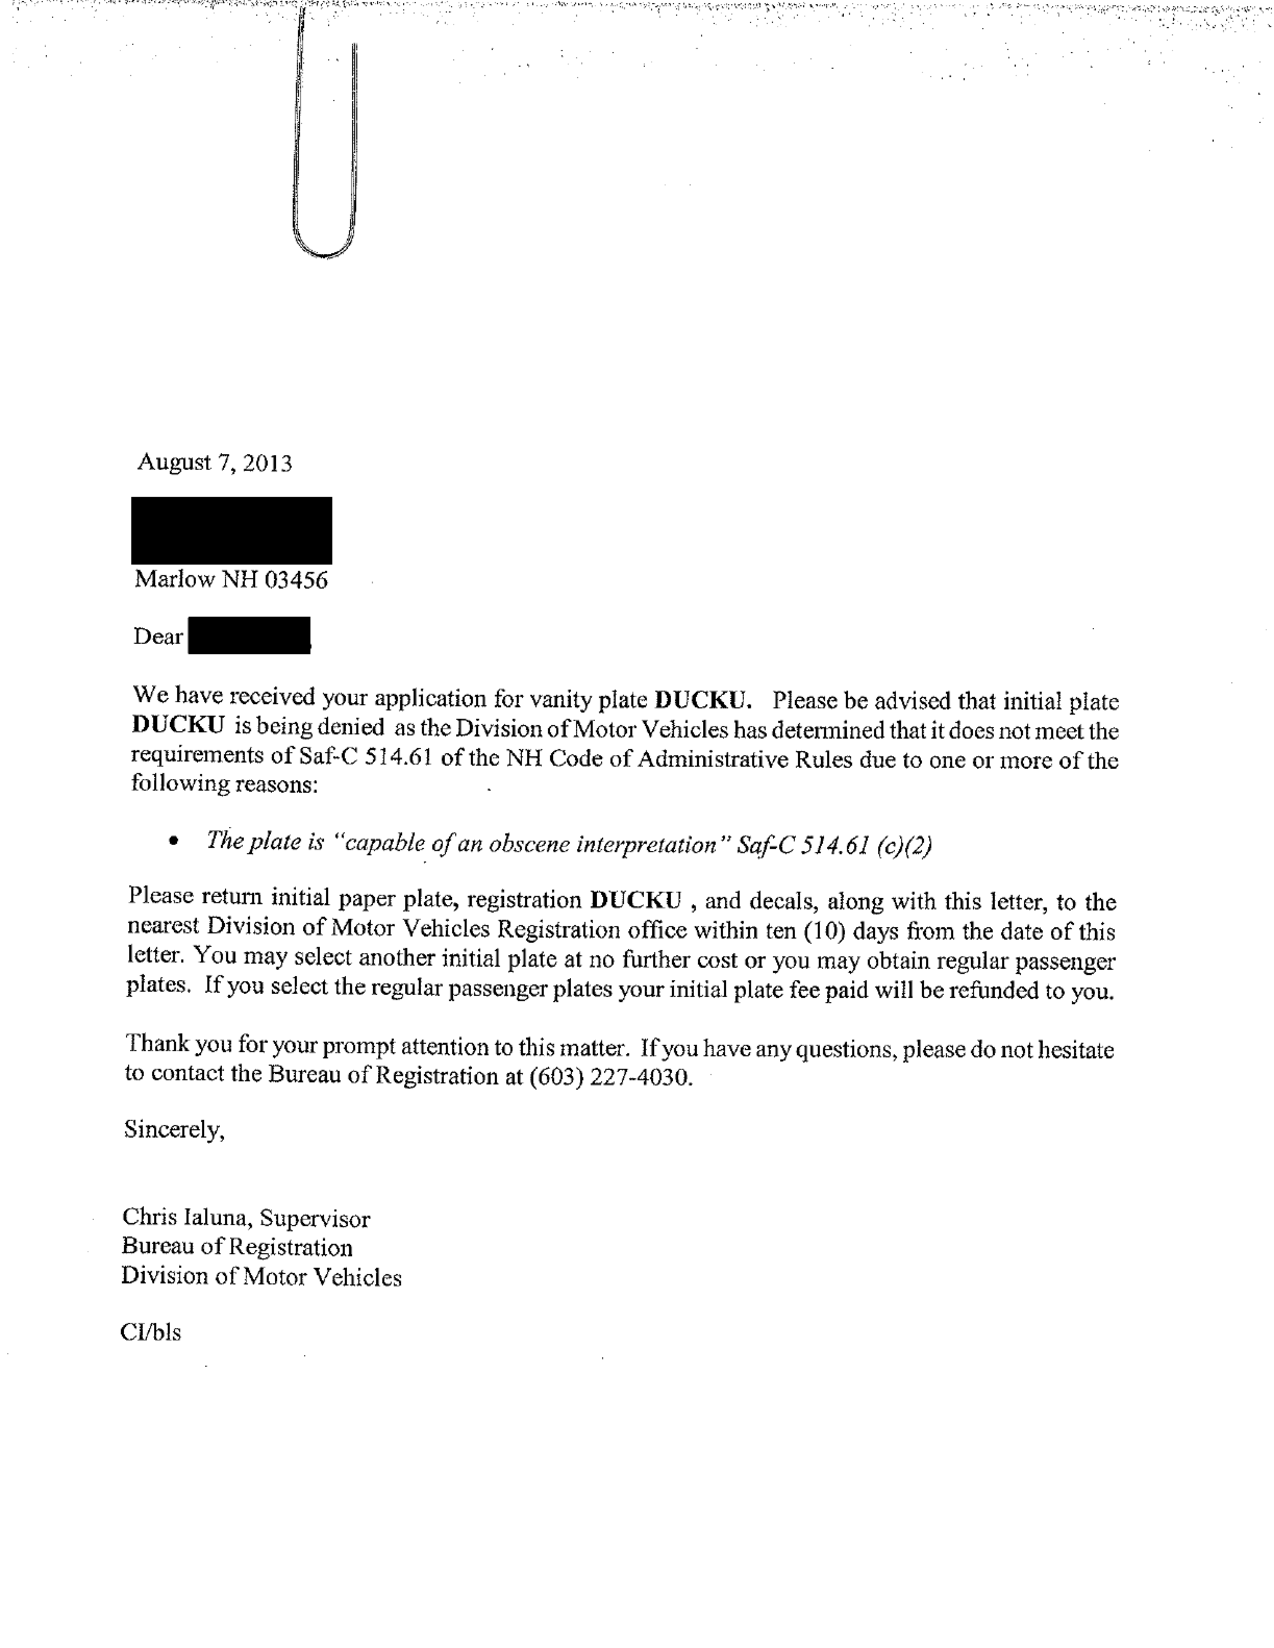 August 7, 2013
Marlow NH 03456
Dear
We have received your application for vanity plate DUCKU. Please be advised that initial plate
DUCKU is being denied as the Division of Motor Vehicles has determined that it does not meet the
requirements of Saf-C 514.61 of the NH Code of Administrative Rules due to one or more of the
following reasons:
• The plate is "capable of an obscene interpretation" Saf-C 514.61 (c)(2)
Please return initial paper plate, registration DUCKU , and decals, along with this letter, to the
nearest Division of Motor Vehicles Registration office within ten (10) days from the date of this
letter. You may select another initial plate at no further cost or you may obtain regular passenger
plates. If you select the regular passenger plates your initial plate fee paid will be refunded to you.
Thank you for your prompt attention to this matter. If you have any questions, please do not hesitate
to contact the Bureau of Registration at (603) 227-4030.
Sincerely,
Chris Ialuna, Supervisor
Bureau of Registration
Division of Motor Vehicles
CI/bls